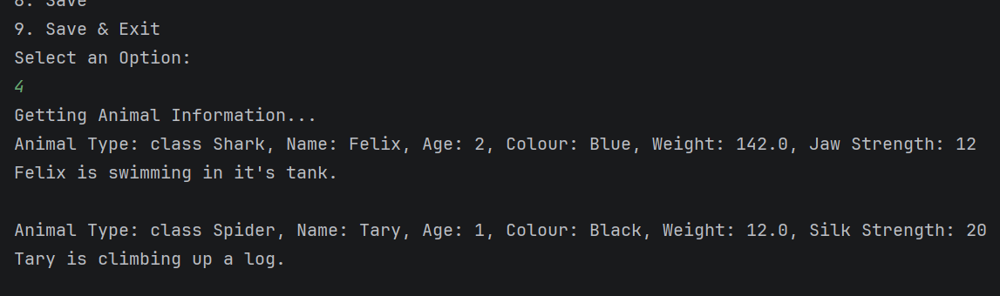 8. Save
9. Save & Exit
Select an Option:
4
Getting Animal Information...
Animal Type: class Shark, Name: Felix, Age: 2, Colour: Blue, Weight: 142.0, Jaw Strength: 12
Felix is swimming in it's tank.
Animal Type: class Spider, Name: Tary, Age: 1, Colour: Black, Weight: 12.0, Silk Strength: 20
Tary is climbing up a log.